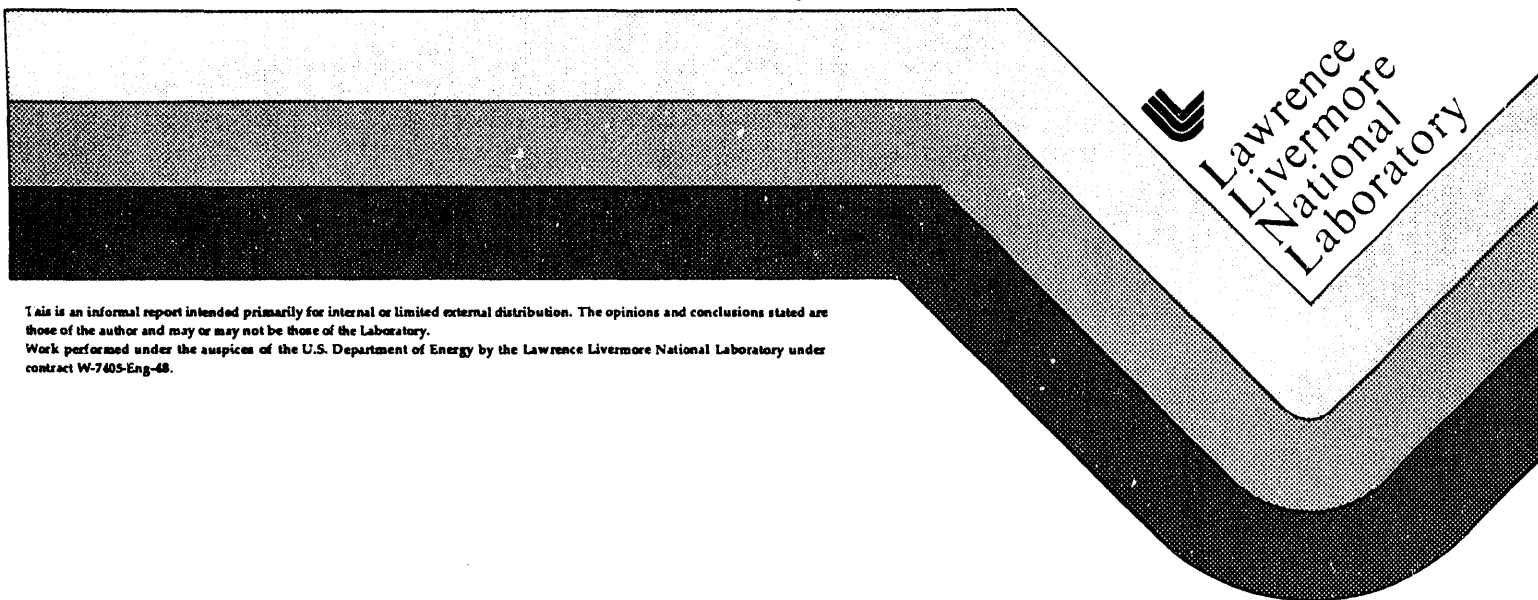 Lawrence
Livermore
National
Laboratory
Tais is an informal report intended primarily for internal or limited external distribution. The opinions and conclusions stated are
those of the author and may or may not be those of the Laboratory.
Work performed under the auspices of the U.S. Department of Energy by the Lawrence Livermore National Laboratory under
contract W-7405-Eng-48.